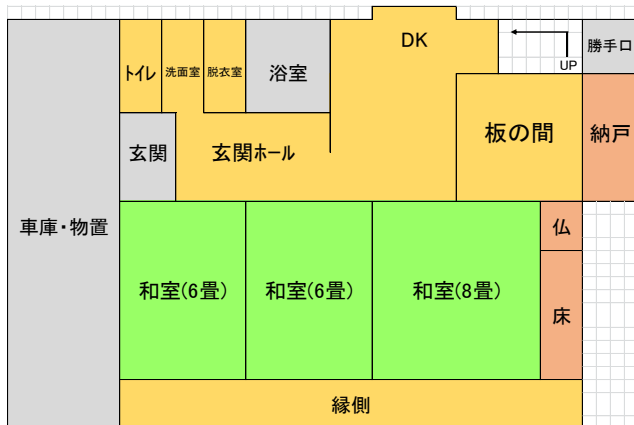 DK
UP
勝手口
トイレ
洗面室
脱衣室
浴室
板の間
納戸
玄関
玄関ホール
車庫・物置
仏
和室(6畳)
和室(6畳)
和室(8畳)
床
縁側